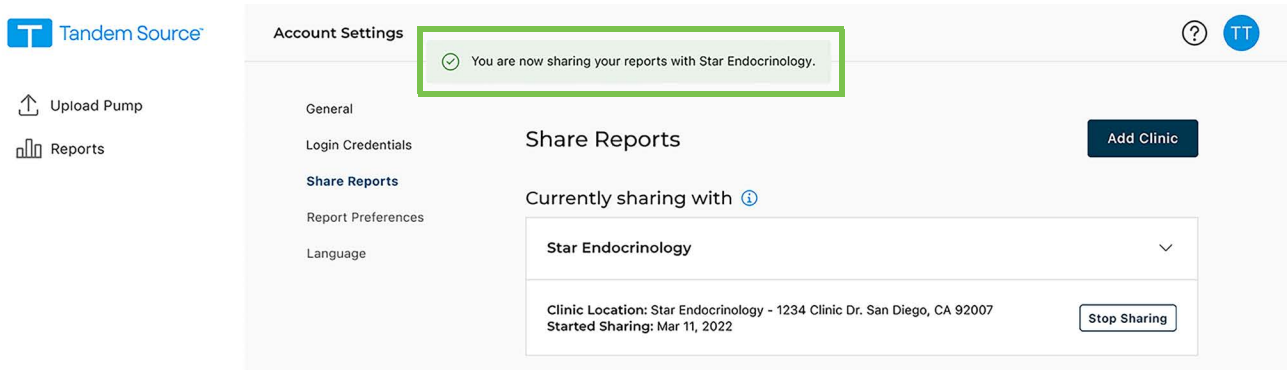 Tandem Source™
Account Settings
You are now sharing your reports with Star Endocrinology.
?
TT
Upload Pump
Reports
General
Login Credentials
Share Reports
Report Preferences
Language
Share Reports
Add Clinic
Currently sharing with
Star Endocrinology
Clinic Location: Star Endocrinology - 1234 Clinic Dr. San Diego, CA 92007
Started Sharing: Mar 11, 2022
Stop Sharing